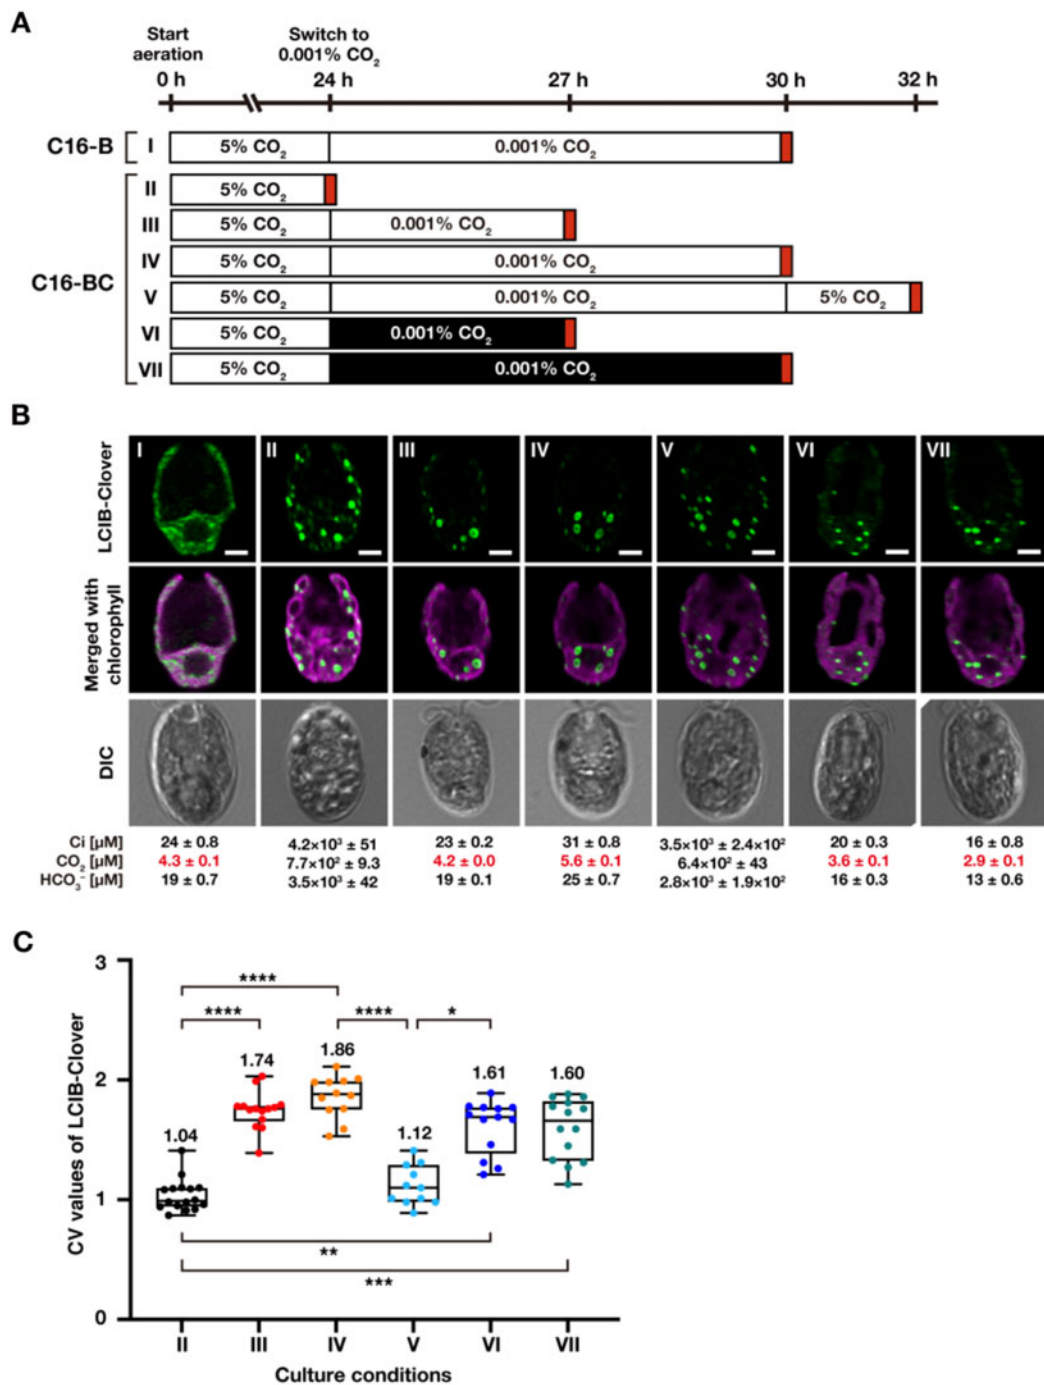 A
Start
aeration
Switch to
0.001% CO₂
0 h 24 h 27 h 30 h 32 h
C16-B I 5% CO₂ 0.001% CO₂
II 5% CO₂
III 5% CO₂ 0.001% CO₂
IV 5% CO₂ 0.001% CO₂
C16-BC
V 5% CO₂ 0.001% CO₂ 5% CO₂
VI 5% CO₂ 0.001% CO₂
VII 5% CO₂ 0.001% CO₂
B
I II III IV V VI VII
LCIB-Clover
Merged with
chlorophyll
DIC
Ci [µM] 24 ± 0.8 4.2×10³ ± 51 23 ± 0.2 31 ± 0.8 3.5×10³ ± 2.4×10² 20 ± 0.3 16 ± 0.8
CO₂ [µM] 4.3 ± 0.1 7.7×10² ± 9.3 4.2 ± 0.0 5.6 ± 0.1 6.4×10² ± 43 3.6 ± 0.1 2.9 ± 0.1
HCO₃⁻ [µM] 19 ± 0.7 3.5×10³ ± 42 19 ± 0.1 25 ± 0.7 2.8×10³ ± 1.9×10² 16 ± 0.3 13 ± 0.6
C
CV values of LCIB-Clover
3
2
1
0
****
**** **** *
1.04 1.74 1.86 1.12 1.61 1.60
**
***
II III IV V VI VII
Culture conditions